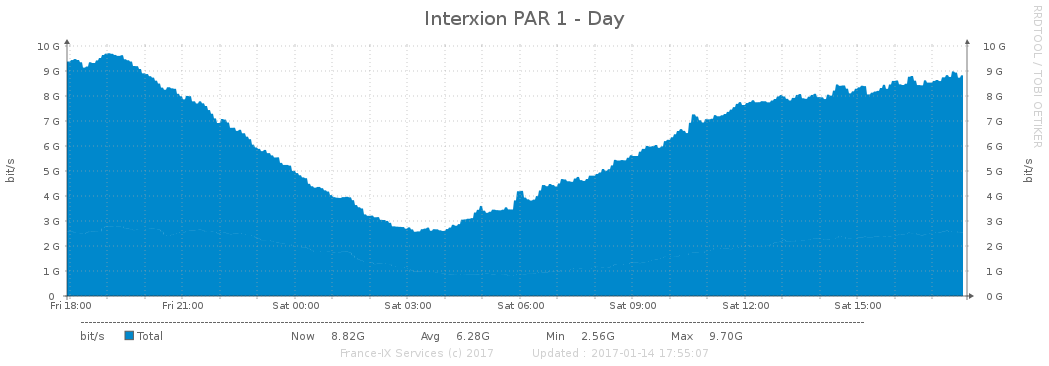 Interxion PAR 1 - Day
RRDTOOL / TOBI OETIKER
bit/s
bit/s
10 G 10 G
9 G 9 G
8 G 8 G
7 G 7 G
6 G 6 G
5 G 5 G
4 G 4 G
3 G 3 G
2 G 2 G
1 G 1 G
0 0 G
Fri 18:00 Fri 21:00 Sat 00:00 Sat 03:00 Sat 06:00 Sat 09:00 Sat 12:00 Sat 15:00
bit/s Total Now 8.82G Avg 6.28G Min 2.56G Max 9.70G
France-IX Services (c) 2017 Updated : 2017-01-14 17:55:07